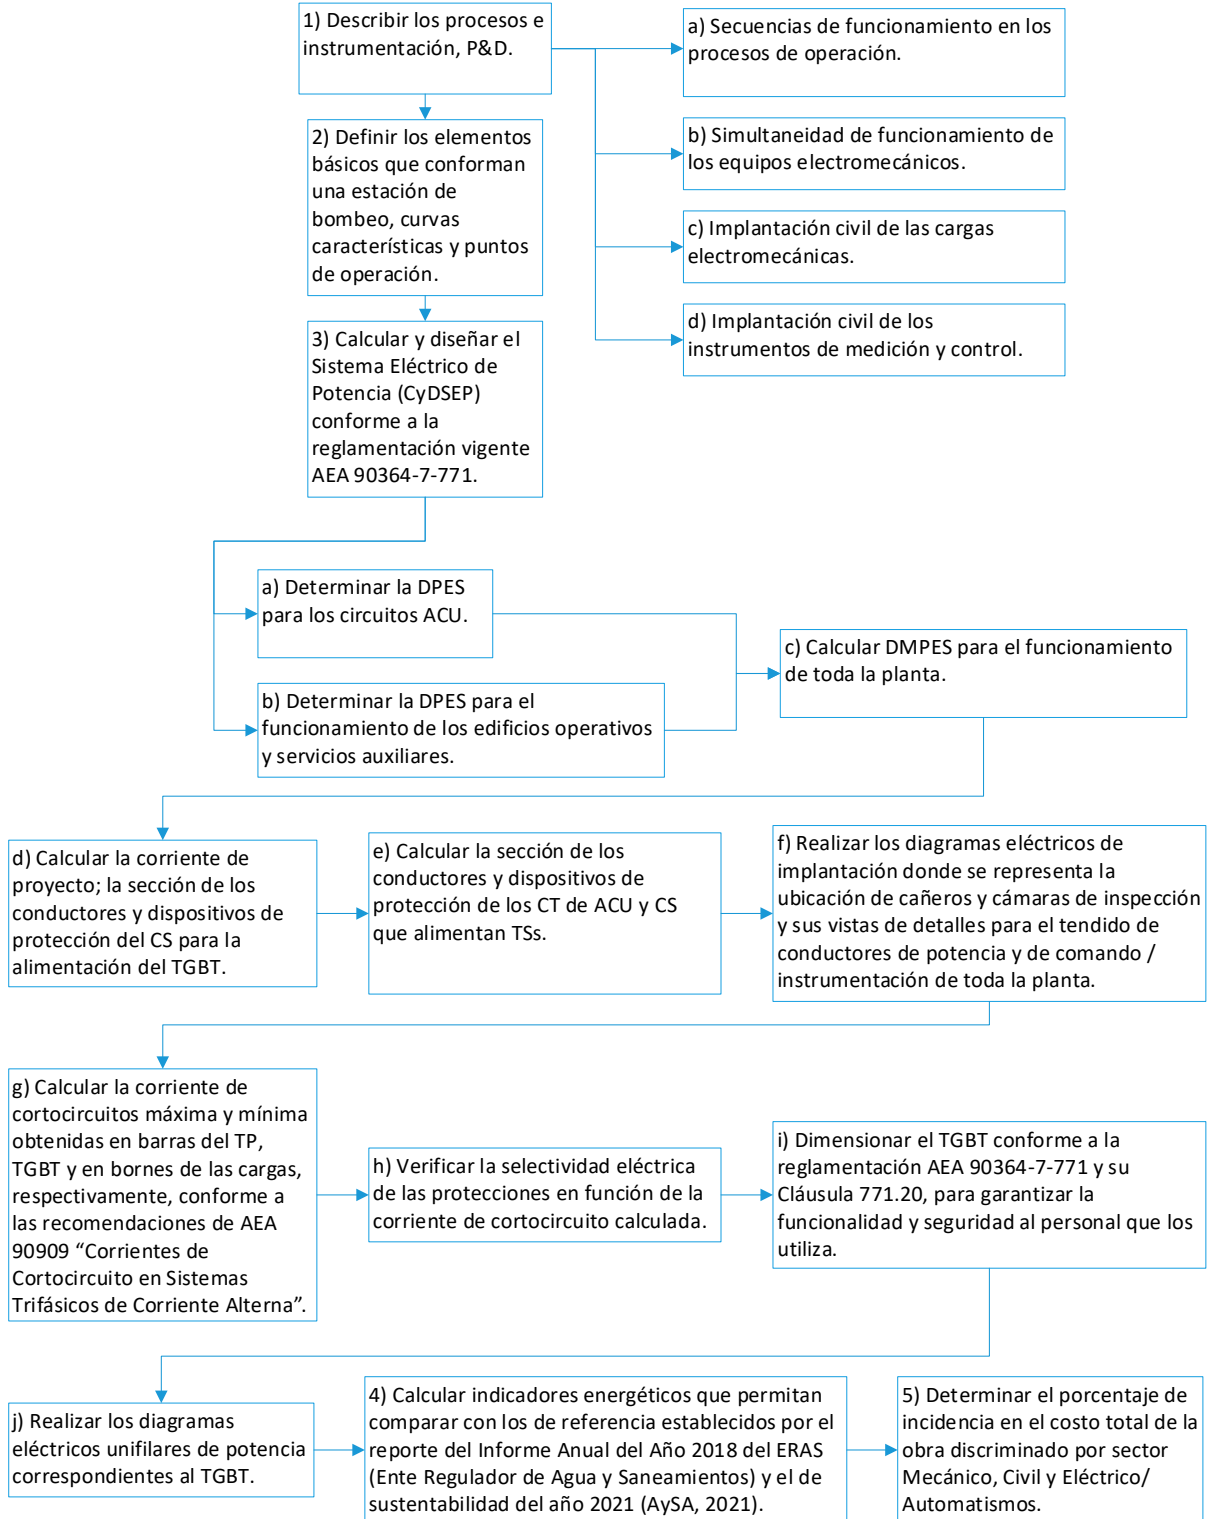 1) Describir los procesos e
instrumentación, P&D.
a) Secuencias de funcionamiento en los
procesos de operación.
b) Simultaneidad de funcionamiento de
los equipos electromecánicos.
c) Implantación civil de las cargas
electromecánicas.
d) Implantación civil de los
instrumentos de medición y control.
2) Definir los elementos
básicos que conforman
una estación de
bombeo, curvas
características y puntos
de operación.
3) Calcular y diseñar el
Sistema Eléctrico de
Potencia (CyDSEP)
conforme a la
reglamentación vigente
AEA 90364-7-771.
a) Determinar la DPES
para los circuitos ACU.
b) Determinar la DPES para el
funcionamiento de los edificios operativos
y servicios auxiliares.
c) Calcular DMPES para el funcionamiento
de toda la planta.
d) Calcular la corriente de
proyecto; la sección de los
conductores y dispositivos de
protección del CS para la
alimentación del TGBT.
e) Calcular la sección de los
conductores y dispositivos de
protección de los CT de ACU y CS
que alimentan TSs.
f) Realizar los diagramas eléctricos de
implantación donde se representa la
ubicación de cañeros y cámaras de inspección
y sus vistas de detalles para el tendido de
conductores de potencia y de comando /
instrumentación de toda la planta.
g) Calcular la corriente de
cortocircuitos máxima y mínima
obtenidas en barras del TP,
TGBT y en bornes de las cargas,
respectivamente, conforme a
las recomendaciones de AEA
90909 “Corrientes de
Cortocircuito en Sistemas
Trifásicos de Corriente Alterna”.
h) Verificar la selectividad eléctrica
de las protecciones en función de la
corriente de cortocircuito calculada.
i) Dimensionar el TGBT conforme a la
reglamentación AEA 90364-7-771 y su
Cláusula 771.20, para garantizar la
funcionalidad y seguridad al personal que los
utiliza.
j) Realizar los diagramas
eléctricos unifilares de potencia
correspondientes al TGBT.
4) Calcular indicadores energéticos que permitan
comparar con los de referencia establecidos por el
reporte del Informe Anual del Año 2018 del ERAS
(Ente Regulador de Agua y Saneamientos) y el de
sustentabilidad del año 2021 (AySA, 2021).
5) Determinar el porcentaje de
incidencia en el costo total de la
obra discriminado por sector
Mecánico, Civil y Eléctrico/
Automatismos.